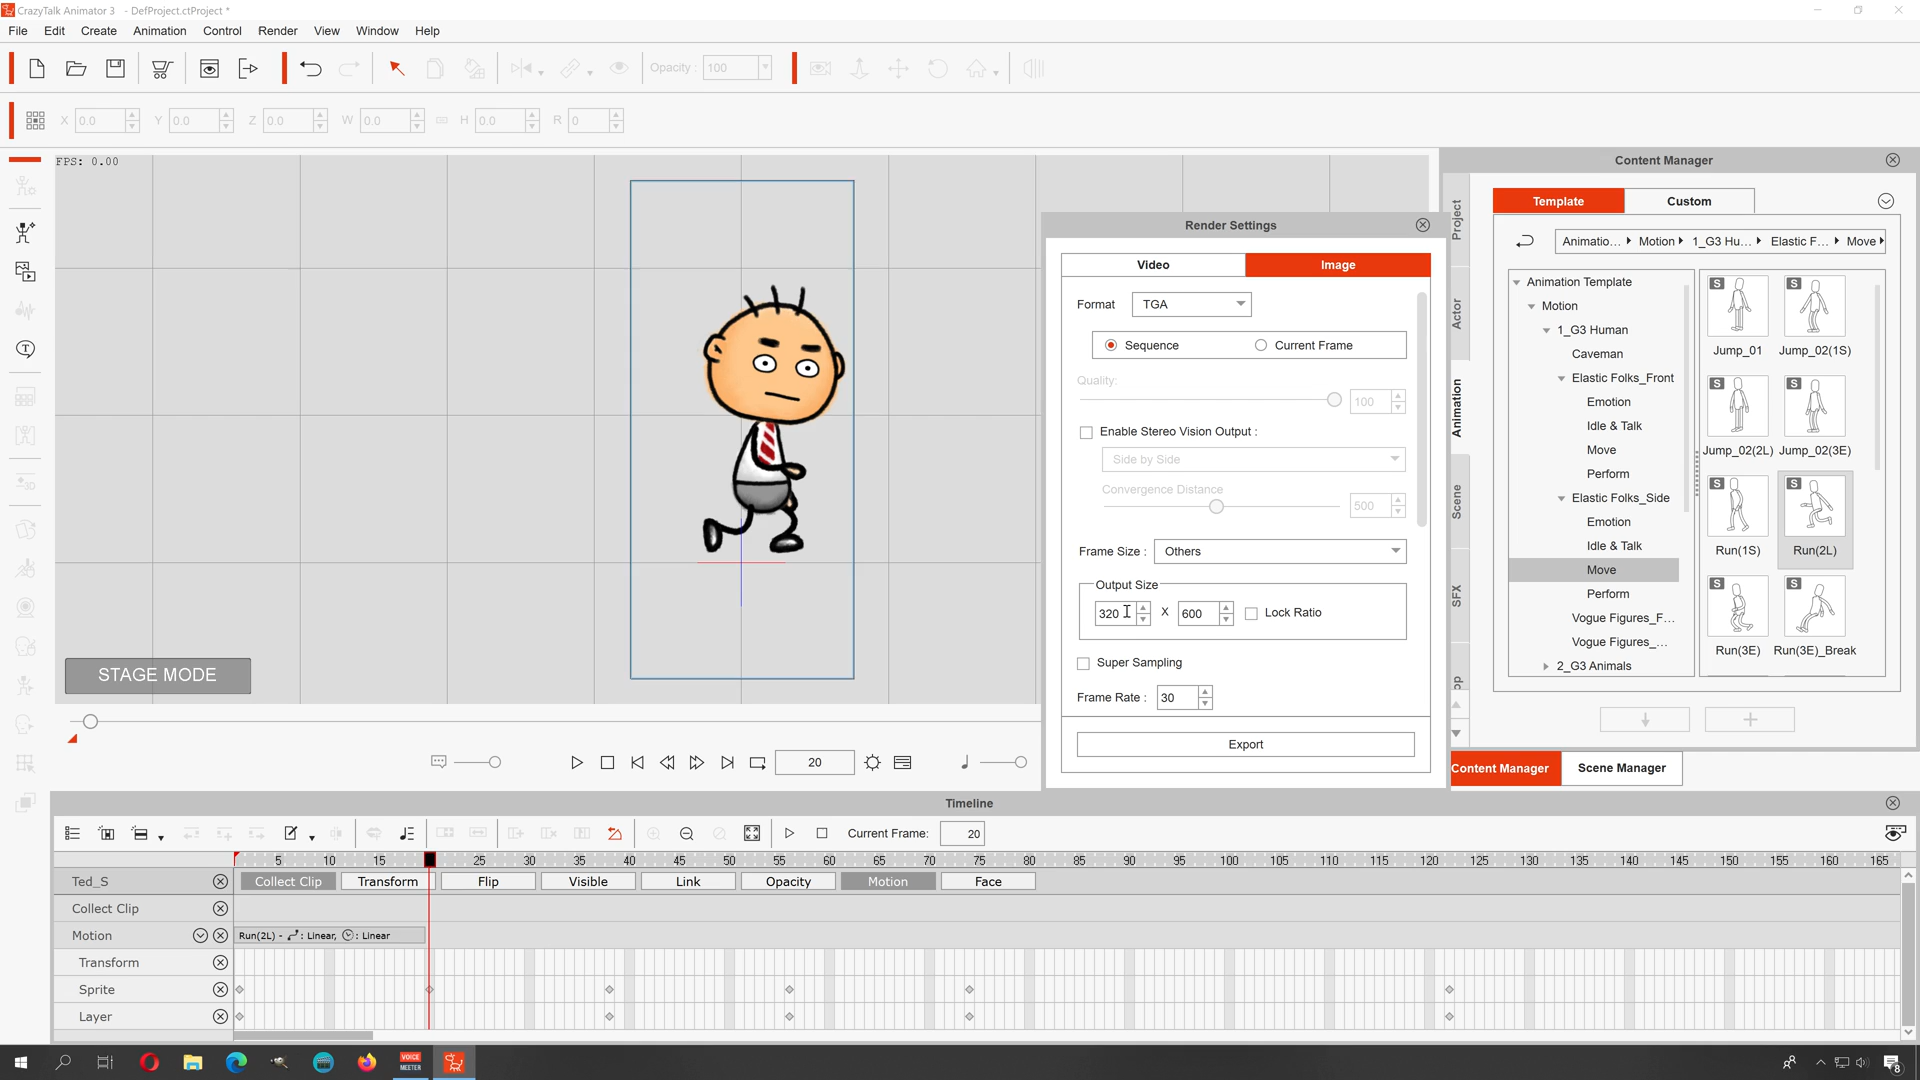 CrazyTalk Animator 3   - DefProject.ctProject *
File Edit Create Animation Control Render View Window Help
Opacity : 100
X 0.0 Y 0.0 Z 0.0 W 0.0 H 0.0 R 0
FPS: 0.00
STAGE MODE
20
Render Settings
Video Image
Format TGA
Sequence Current Frame
Quality: 100
Enable Stereo Vision Output :
Side by Side
Convergence Distance
500
Frame Size : Others
Output Size
320 X 600 Lock Ratio
Super Sampling
Frame Rate : 30
Export
Project
Actor
Animation
Scene
SFX
Content Manager
Template Custom
Animatio... Motion 1_G3 Hu... Elastic F... Move
Animation Template
Motion
1_G3 Human
Caveman
Elastic Folks_Front
Emotion
Idle & Talk
Move
Perform
Elastic Folks_Side
Emotion
Idle & Talk
Move
Perform
Vogue Figures_F...
Vogue Figures_...
2_G3 Animals
S S
Jump_01 Jump_02(1S)
S S
Jump_02(2L) Jump_02(3E)
S S
Run(1S) Run(2L)
S S
Run(3E) Run(3E)_Break
Content Manager Scene Manager
Timeline
Current Frame: 20
5 10 15 25 30 35 40 45 50 55 60 65 70 75 80 85 90 95 100 105 110 115 120 125 130 135 140 145 150 155 160 165
Ted_S Collect Clip Transform Flip Visible Link Opacity Motion Face
Collect Clip
Motion Run(2L) - : Linear, : Linear
Transform
Sprite
Layer
VOICE
MEETER
8